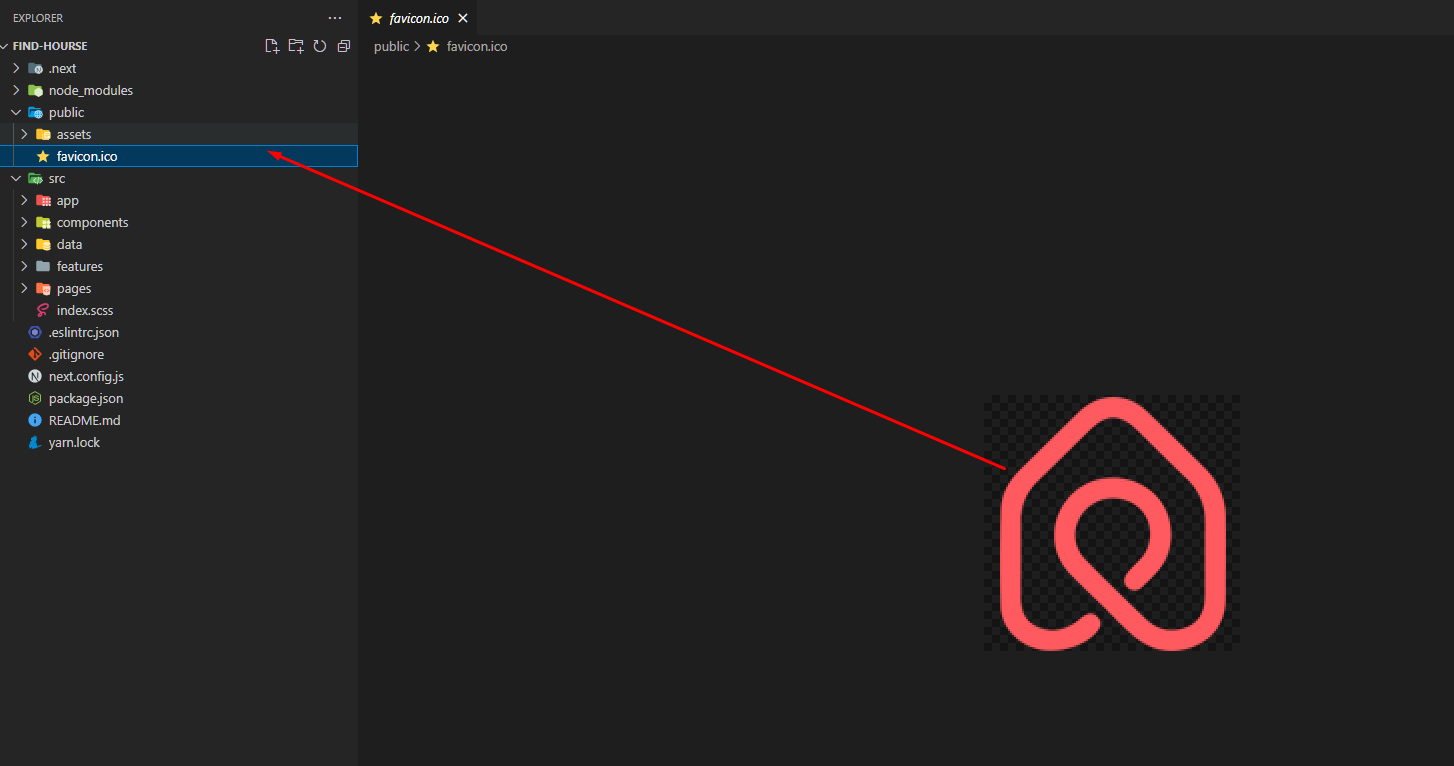 EXPLORER
FIND-HOURSE
.next
node_modules
public
assets
favicon.ico
src
app
components
data
features
pages
index.scss
.eslintrc.json
.gitignore
next.config.js
package.json
README.md
yarn.lock
favicon.ico
public > favicon.ico